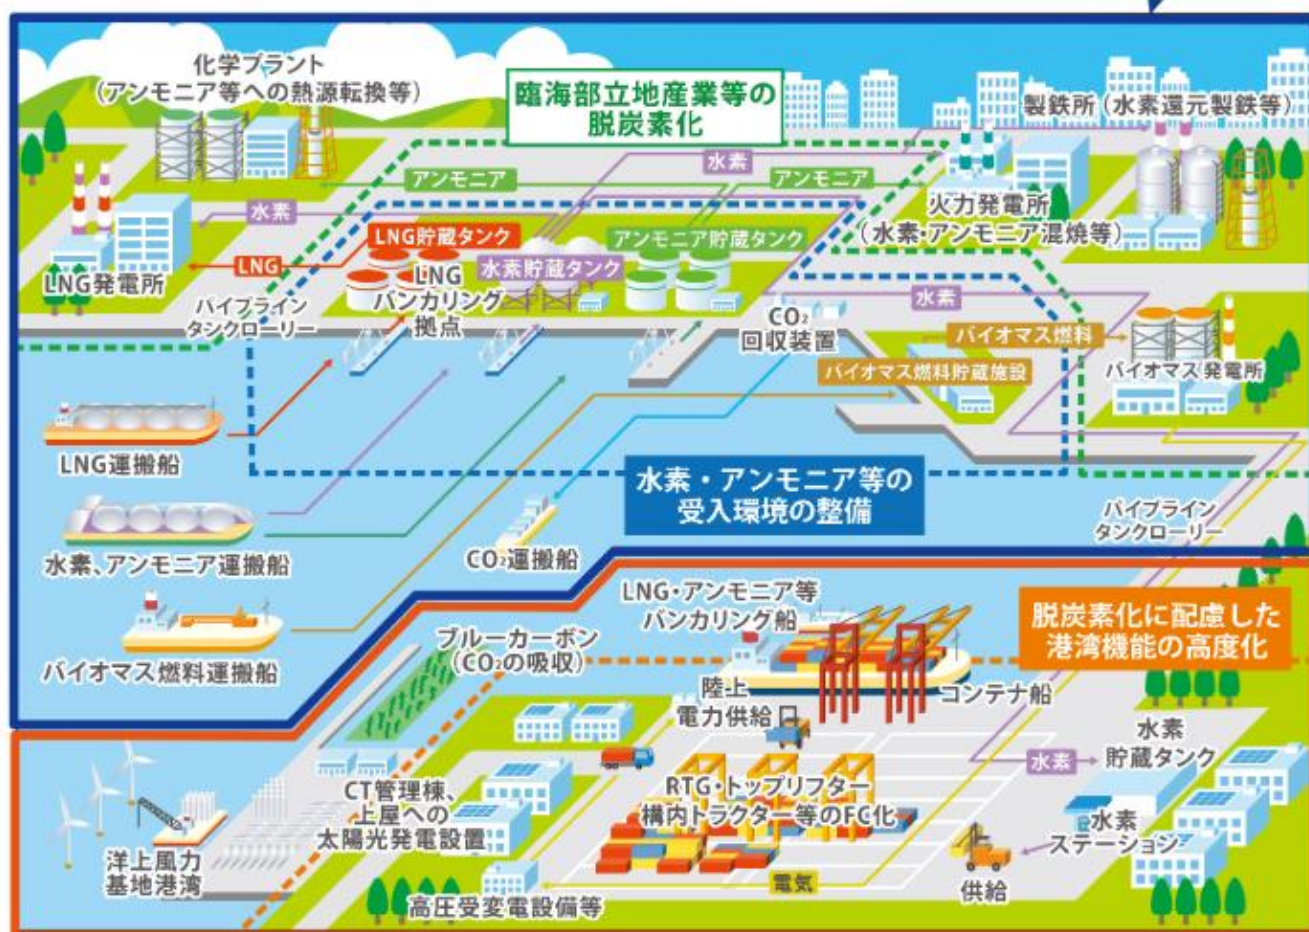 化学プラント
（アンモニア等への熱源転換等）
臨海部立地産業等の
脱炭素化
製鉄所（水素還元製鉄等）
水素
アンモニア
アンモニア
水素
火力発電所
（水素・アンモニア混焼等）
LNG貯蔵タンク
アンモニア貯蔵タンク
LNG
水素貯蔵タンク
LNG発電所
LNG
バンカリング
拠点
パイプライン
タンクローリー
水素
CO₂
回収装置
バイオマス燃料
バイオマス燃料貯蔵施設
バイオマス発電所
LNG運搬船
水素・アンモニア等の
受入環境の整備
パイプライン
タンクローリー
水素、アンモニア運搬船
CO₂運搬船
LNG・アンモニア等
バンカリング船
脱炭素化に配慮した
港湾機能の高度化
ブルーカーボン
（CO₂の吸収）
バイオマス燃料運搬船
陸上
電力供給
コンテナ船
水素
貯蔵タンク
水素
CT管理棟、
上屋への
太陽光発電設置
RTG・トップリフター
構内トラクター等のFC化
水素
ステーション
洋上風力
基地港湾
電気
供給
高圧受変電設備等